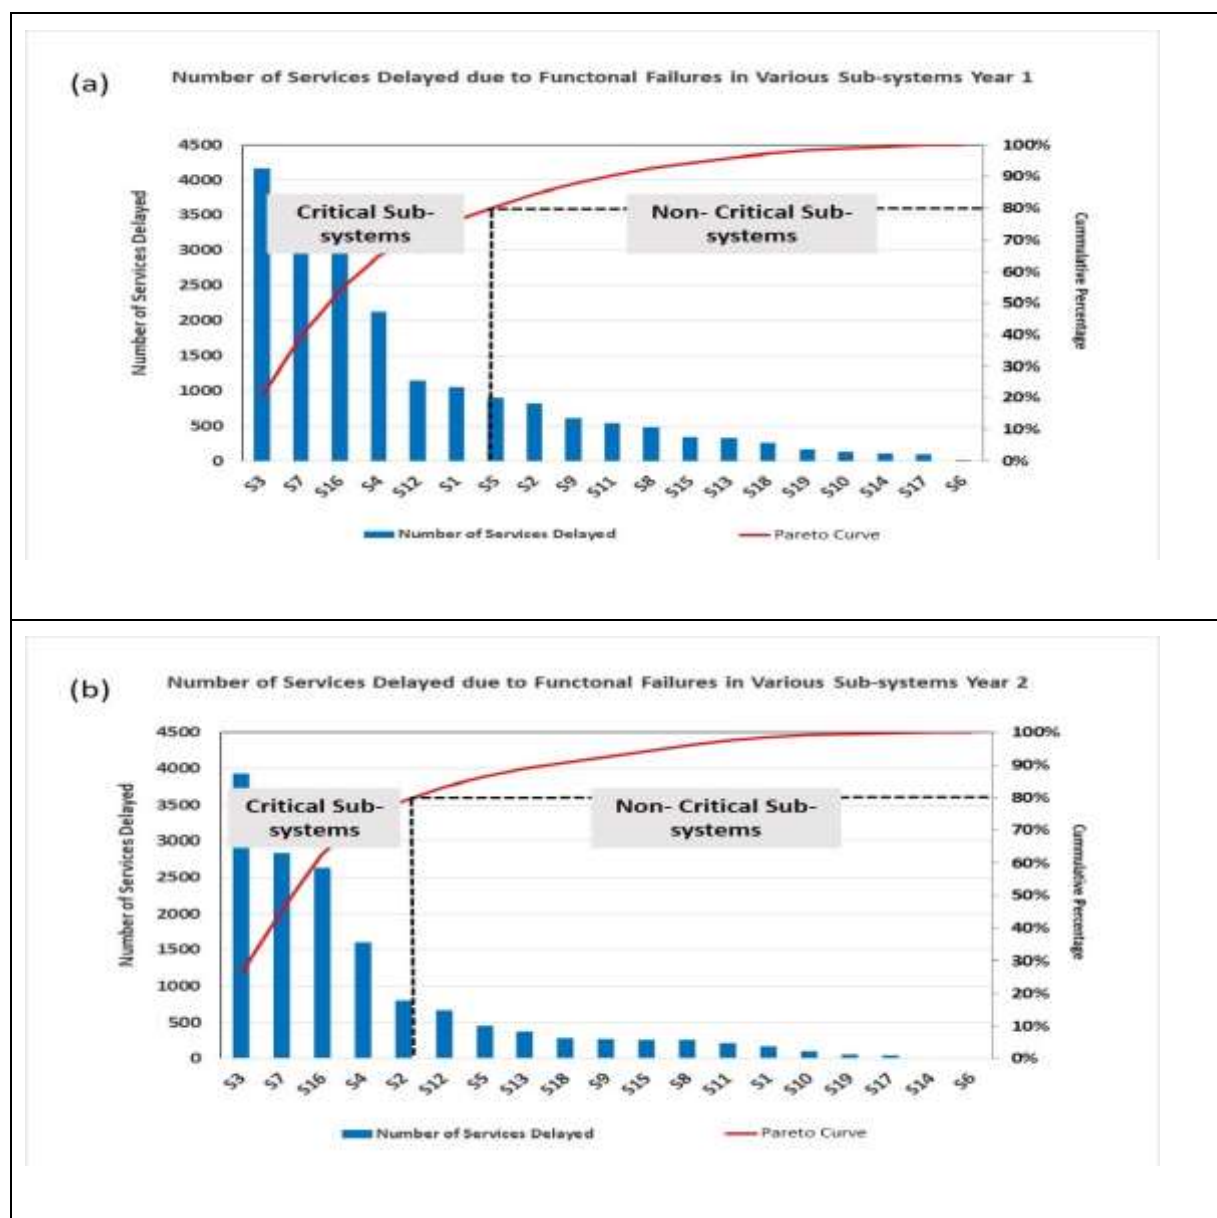 (a)
Number of Services Delayed due to Functonal Failures in Various Sub-systems Year 1
Number of Services Delayed
4500
4000
3500
3000
2500
2000
1500
1000
500
0
Critical Sub-
systems
Non- Critical Sub-
systems
100%
90%
80%
70%
60%
50%
40%
30%
20%
10%
0%
Cummulative Percentage
S3 S7 S16 S4 S12 S1 S5 S2 S9 S11 S8 S15 S13 S18 S19 S10 S14 S17 S6
Number of Services Delayed Pareto Curve
(b)
Number of Services Delayed due to Functonal Failures in Various Sub-systems Year 2
Number of Services Delayed
4500
4000
3500
3000
2500
2000
1500
1000
500
0
Critical Sub-
systems
Non- Critical Sub-
systems
100%
90%
80%
70%
60%
50%
40%
30%
20%
10%
0%
Cummulative Percentage
S3 S7 S16 S4 S2 S12 S5 S13 S18 S9 S15 S8 S11 S1 S10 S19 S17 S14 S6
Number of Services Delayed Pareto Curve